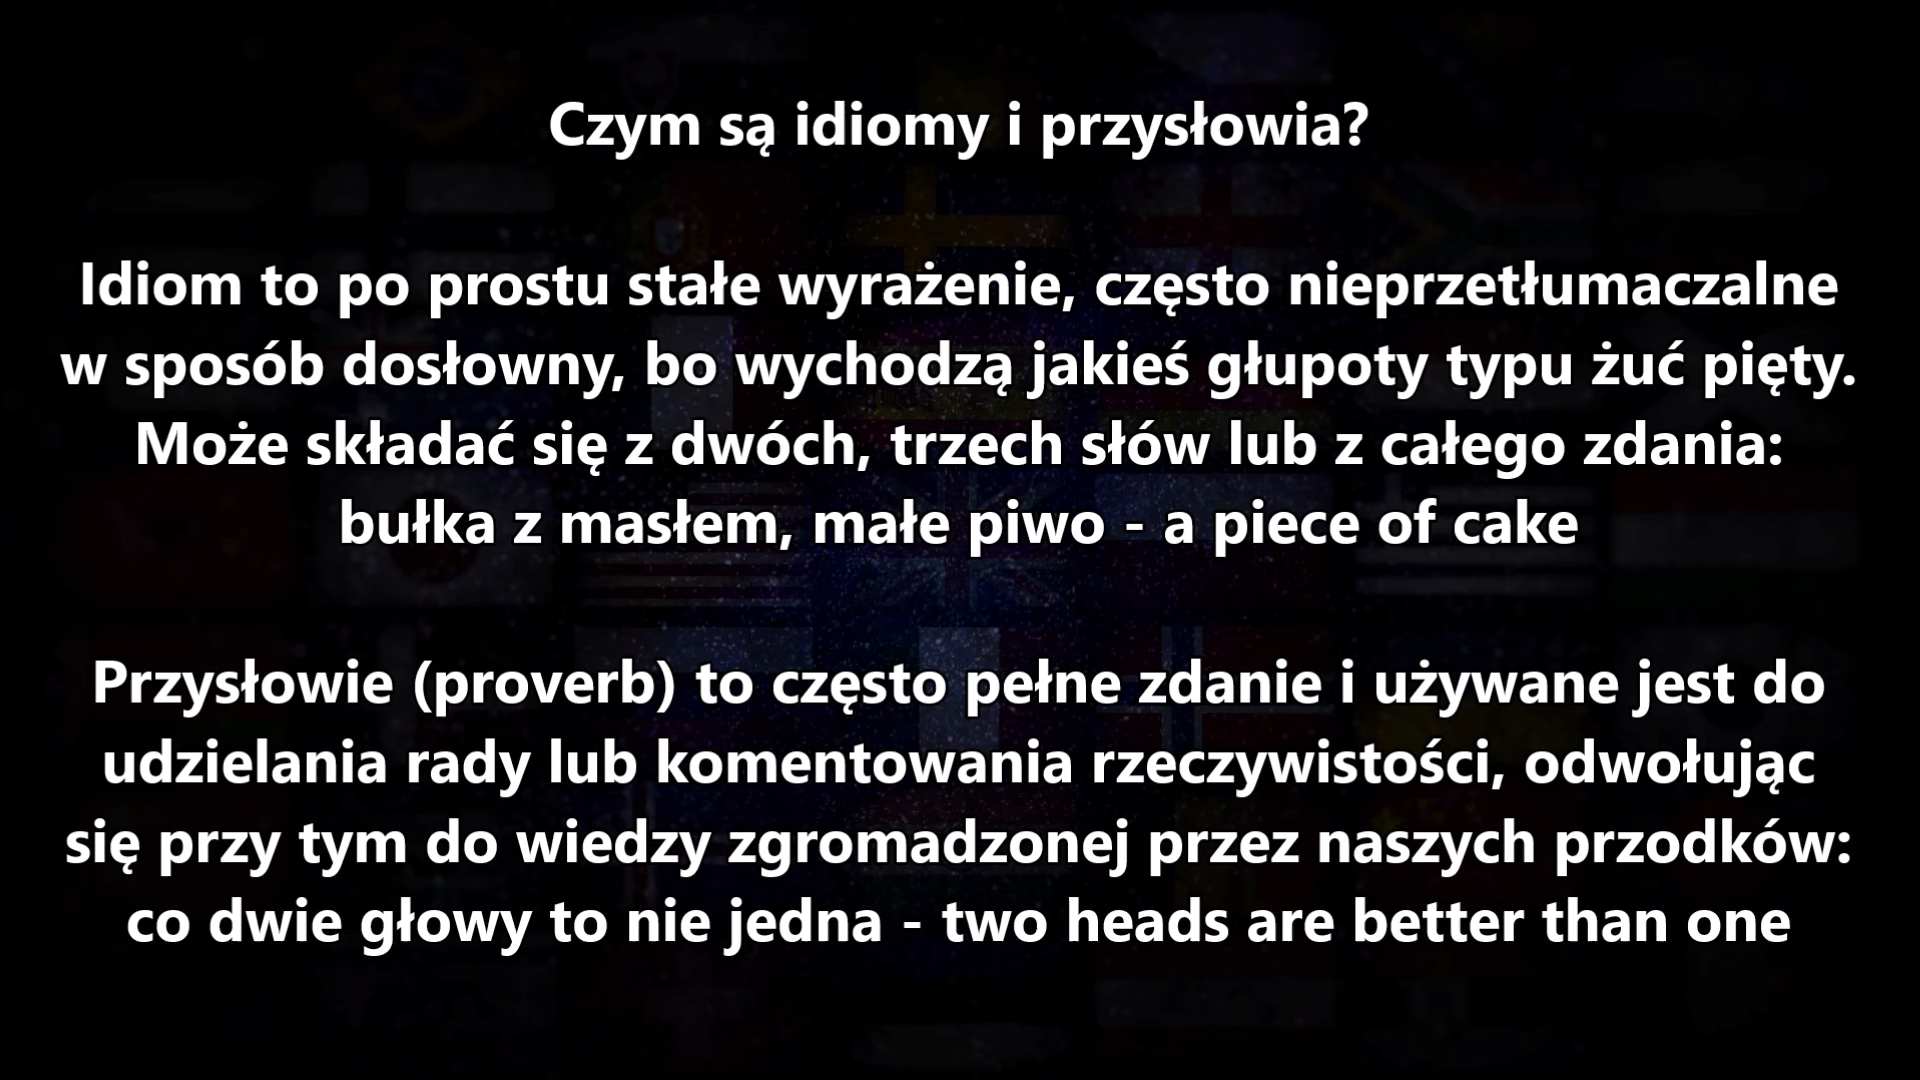 Czym są idiomy i przysłowia?
Idiom to po prostu stałe wyrażenie, często nieprzetłumaczalne
w sposób dosłowny, bo wychodzą jakieś głupoty typu żuć pięty.
Może składać się z dwóch, trzech słów lub z całego zdania:
bułka z masłem, małe piwo - a piece of cake
Przysłowie (proverb) to często pełne zdanie i używane jest do
udzielania rady lub komentowania rzeczywistości, odwołując
się przy tym do wiedzy zgromadzonej przez naszych przodków:
co dwie głowy to nie jedna - two heads are better than one